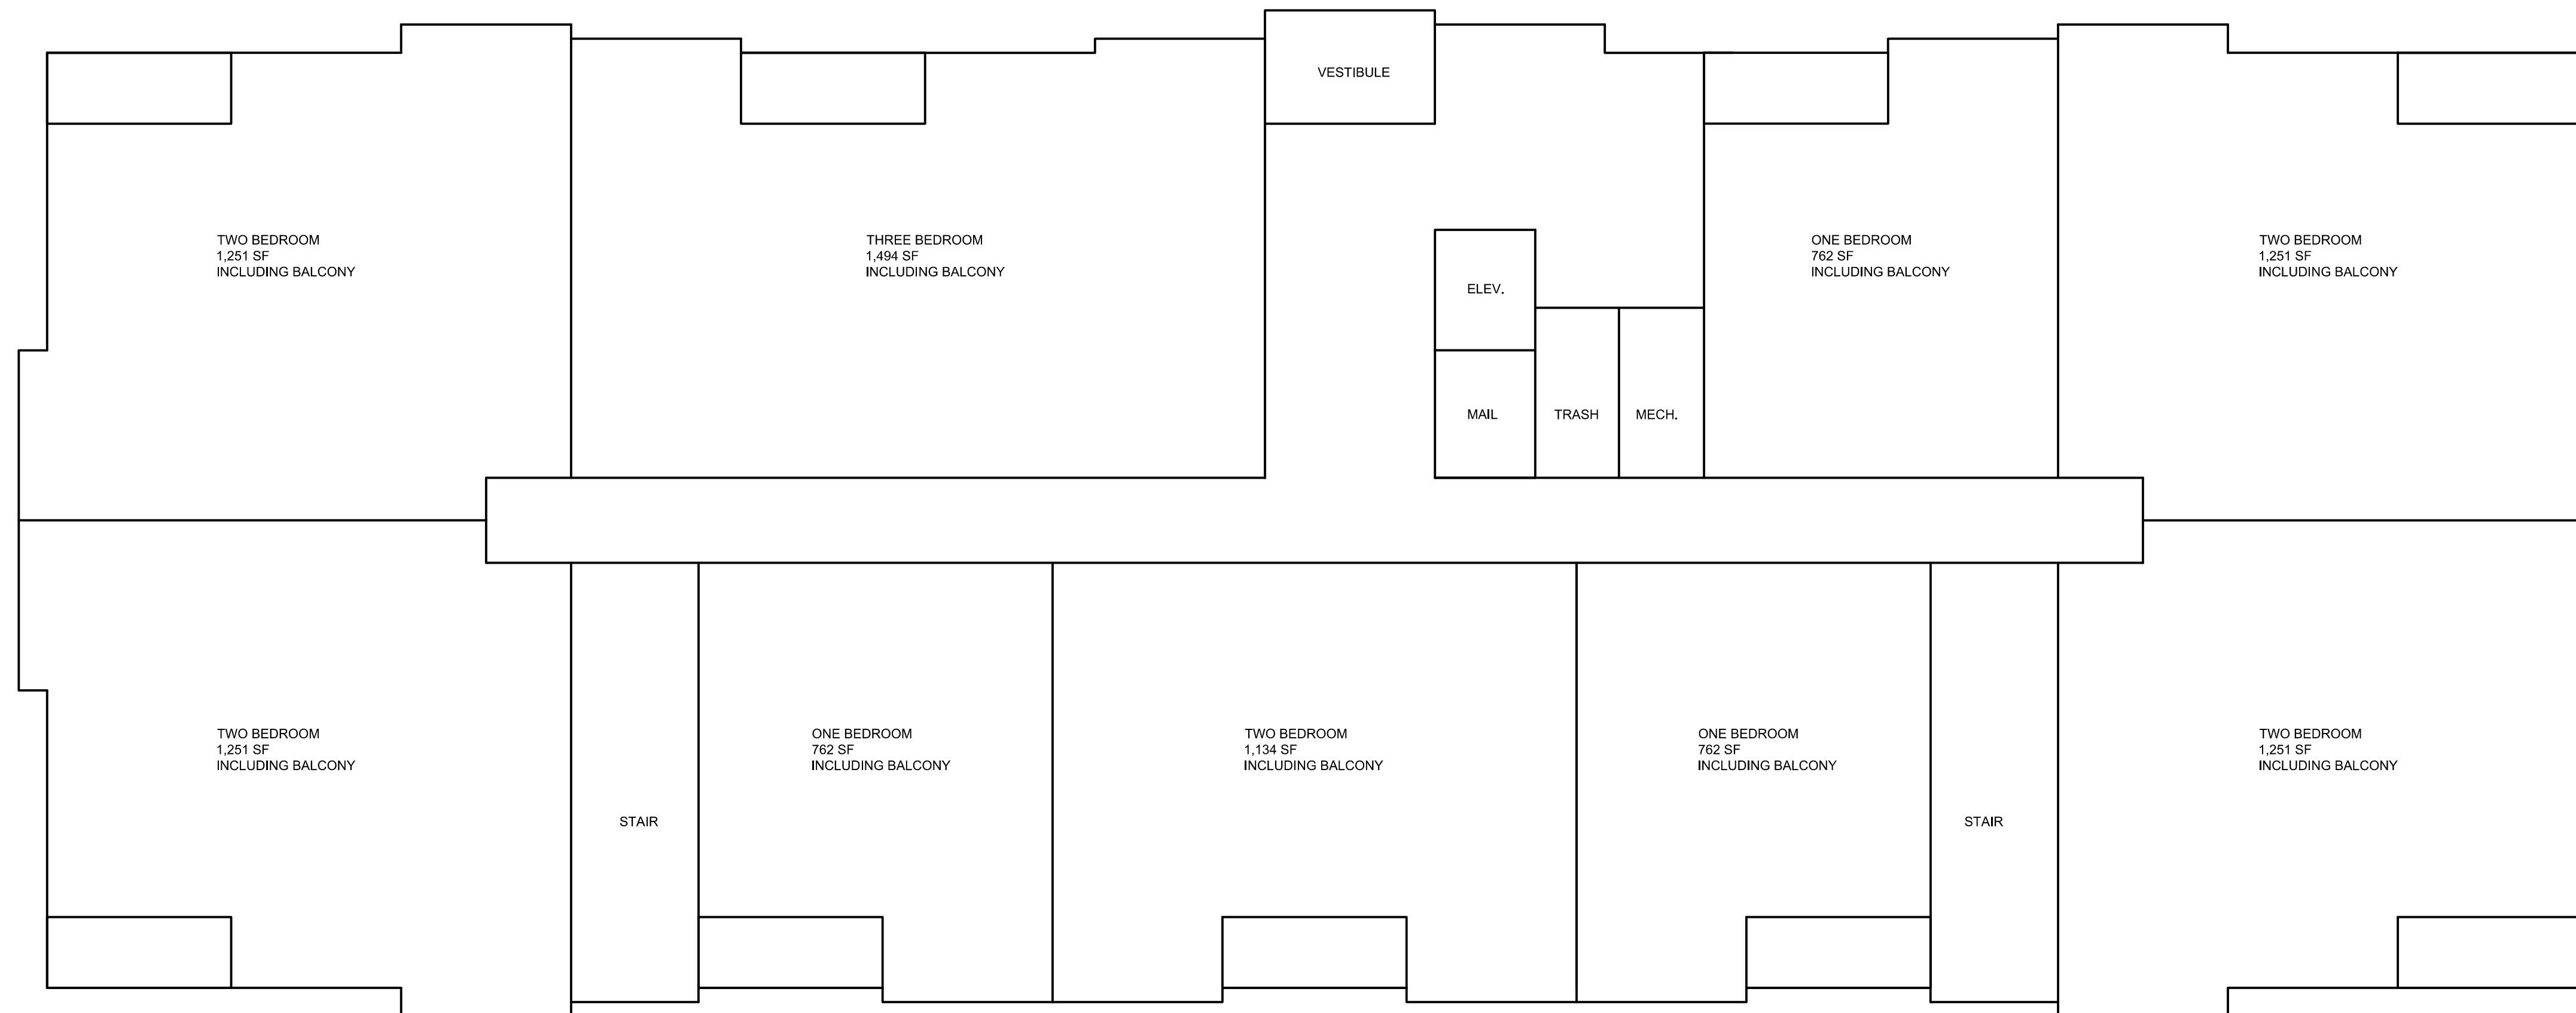 VESTIBULE
TWO BEDROOM
1,251 SF
INCLUDING BALCONY
THREE BEDROOM
1,494 SF
INCLUDING BALCONY
ONE BEDROOM
762 SF
INCLUDING BALCONY
TWO BEDROOM
1,251 SF
INCLUDING BALCONY
ELEV.
MAIL
TRASH
MECH.
TWO BEDROOM
1,251 SF
INCLUDING BALCONY
ONE BEDROOM
762 SF
INCLUDING BALCONY
TWO BEDROOM
1,134 SF
INCLUDING BALCONY
ONE BEDROOM
762 SF
INCLUDING BALCONY
TWO BEDROOM
1,251 SF
INCLUDING BALCONY
STAIR
STAIR